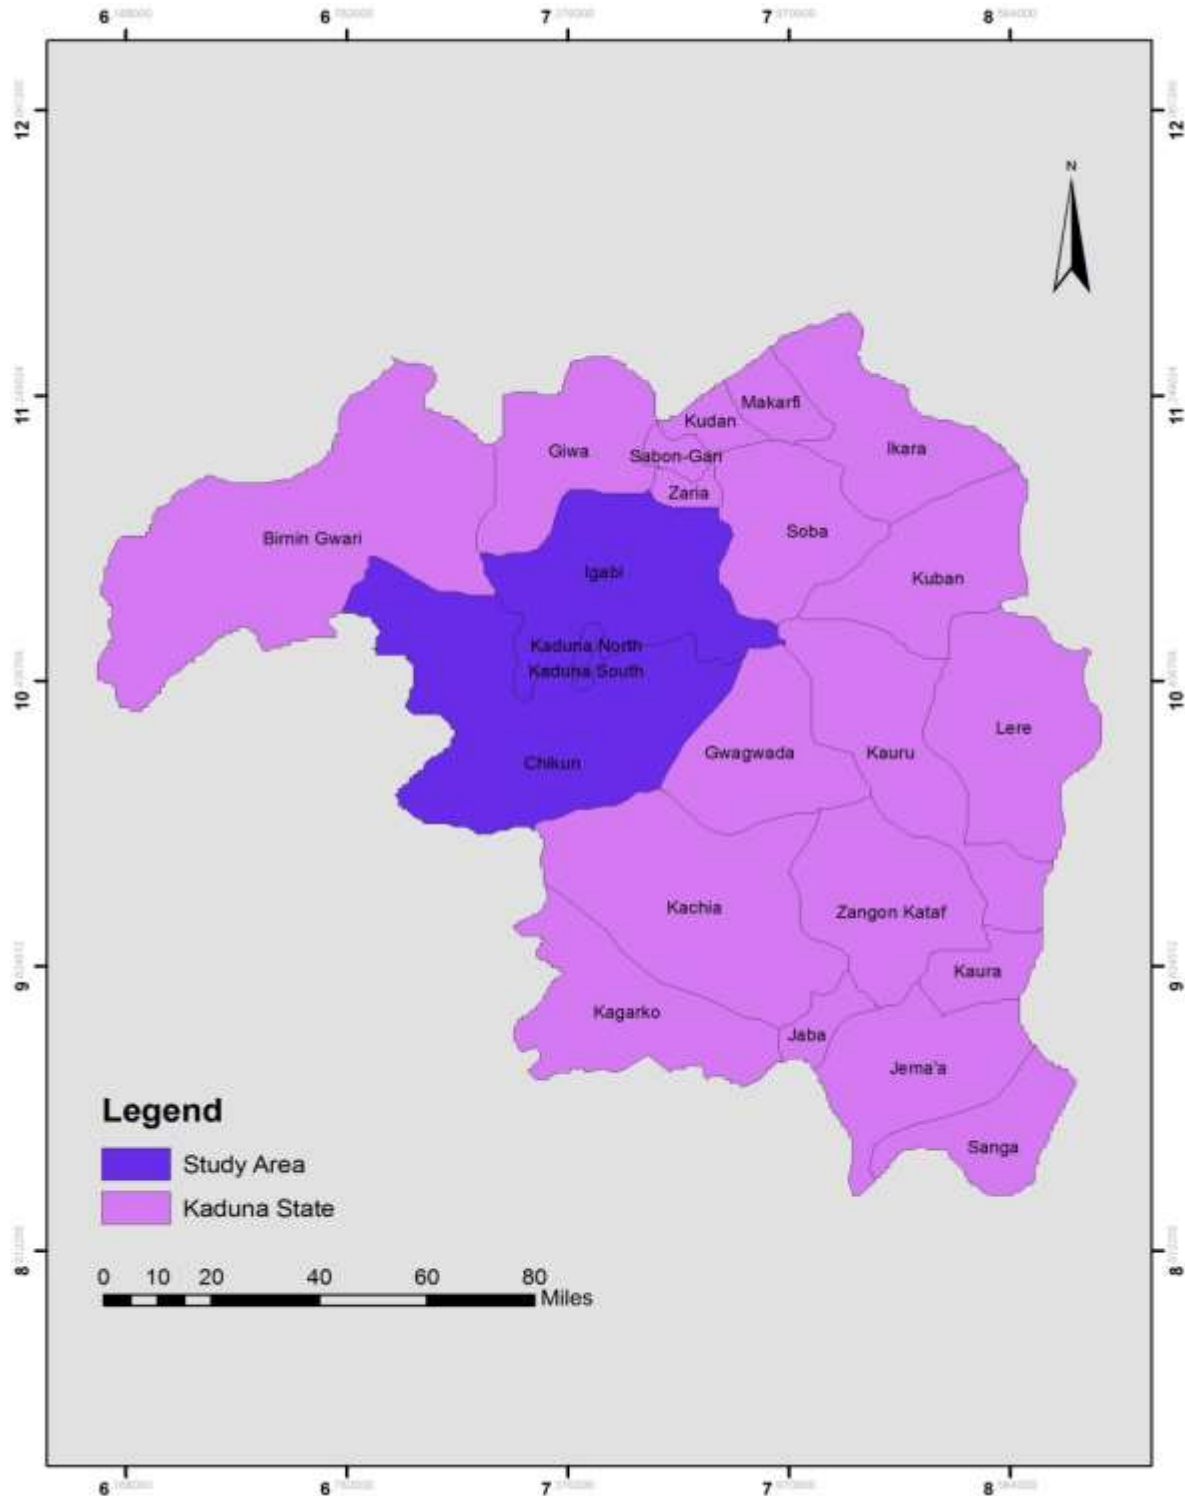 6 6 7 7 8
12 12
N
11 11
Makarfi
Kudan
Giwa
Ikara
Sabon-Gari
Zaria
Soba
Birnin Gwari
Igabi
Kuban
Kaduna North
Kaduna South
10 10
Lere
Gwagwada
Kauru
Chikun
Kachia
Zangon Kataf
9 9
Kaura
Kagarko
Jaba
Jema'a
Legend
Sanga
Study Area
Kaduna State
8 8
0 10 20 40 60 80
Miles
6 6 7 7 8